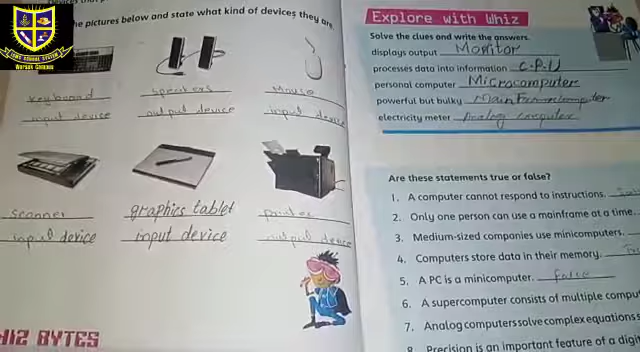 he pictures below and state what kind of devices they are.
keyboard
speakers
Mouse
input device
output device
input device
scanner
graphics tablet
printer
input device
input device
output device
WHIZ BYTES
Explore with Whiz
Solve the clues and write the answers.
displays output Monitor
processes data into information C.P.U
personal computer Microcomputer
powerful but bulky
electricity meter Analog computer
Are these statements true or false?
1. A computer cannot respond to instructions.
2. Only one person can use a mainframe at a time.
3. Medium-sized companies use minicomputers.
4. Computers store data in their memory.
5. A PC is a minicomputer. false
6. A supercomputer consists of multiple compu
7. Analog computers solve complex equations s
8. Precision is an important feature of a digi